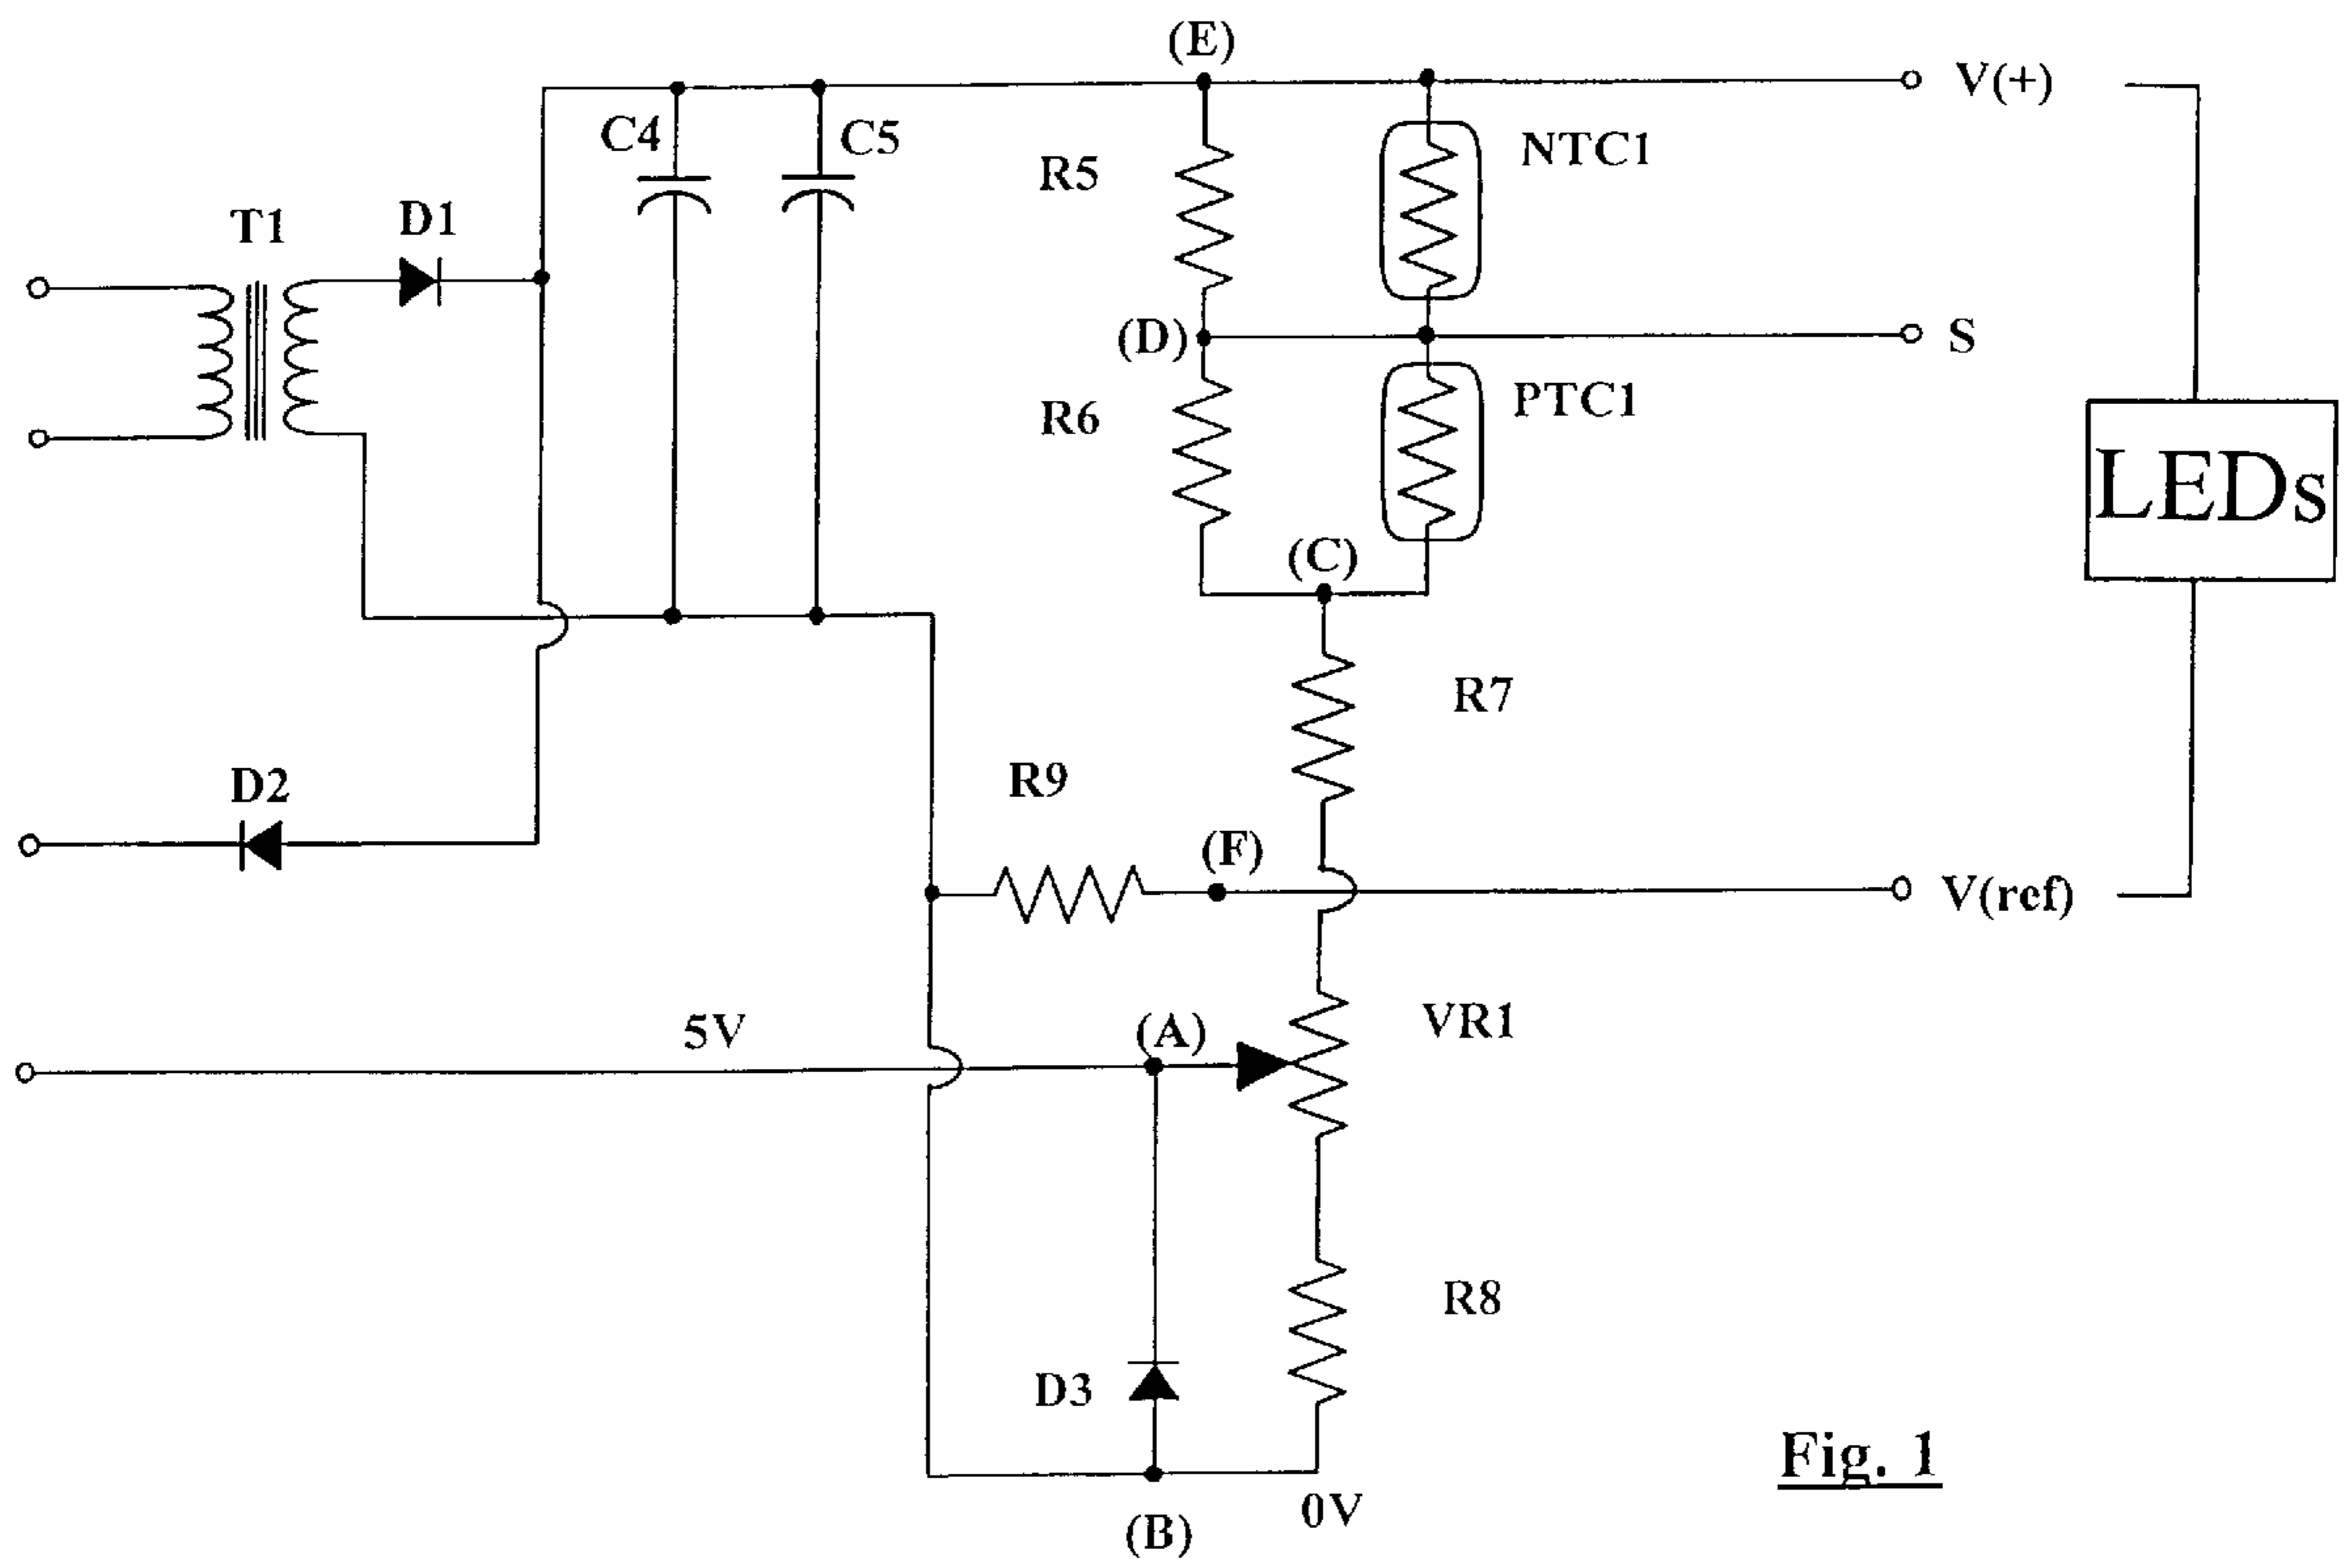 (E)
V(+)
C4
C5
R5
NTC1
T1
D1
(D)
S
R6
PTC1
LEDs
(C)
R7
R9
D2
(F)
V(ref)
5V
(A)
VR1
R8
D3
Fig. 1
0V
(B)